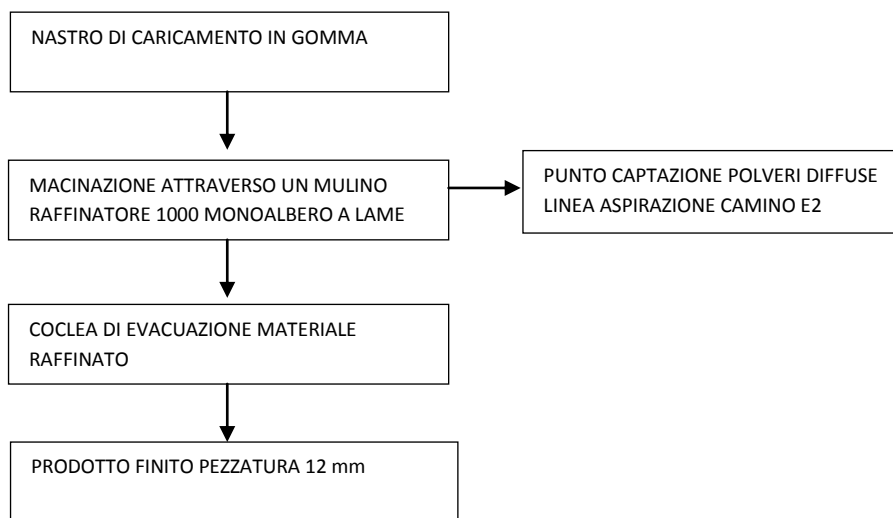 NASTRO DI CARICAMENTO IN GOMMA
MACINAZIONE ATTRAVERSO UN MULINO
RAFFINATORE 1000 MONOALBERO A LAME
PUNTO CAPTAZIONE POLVERI DIFFUSE
LINEA ASPIRAZIONE CAMINO E2
COCLEA DI EVACUAZIONE MATERIALE
RAFFINATO
PRODOTTO FINITO PEZZATURA 12 mm